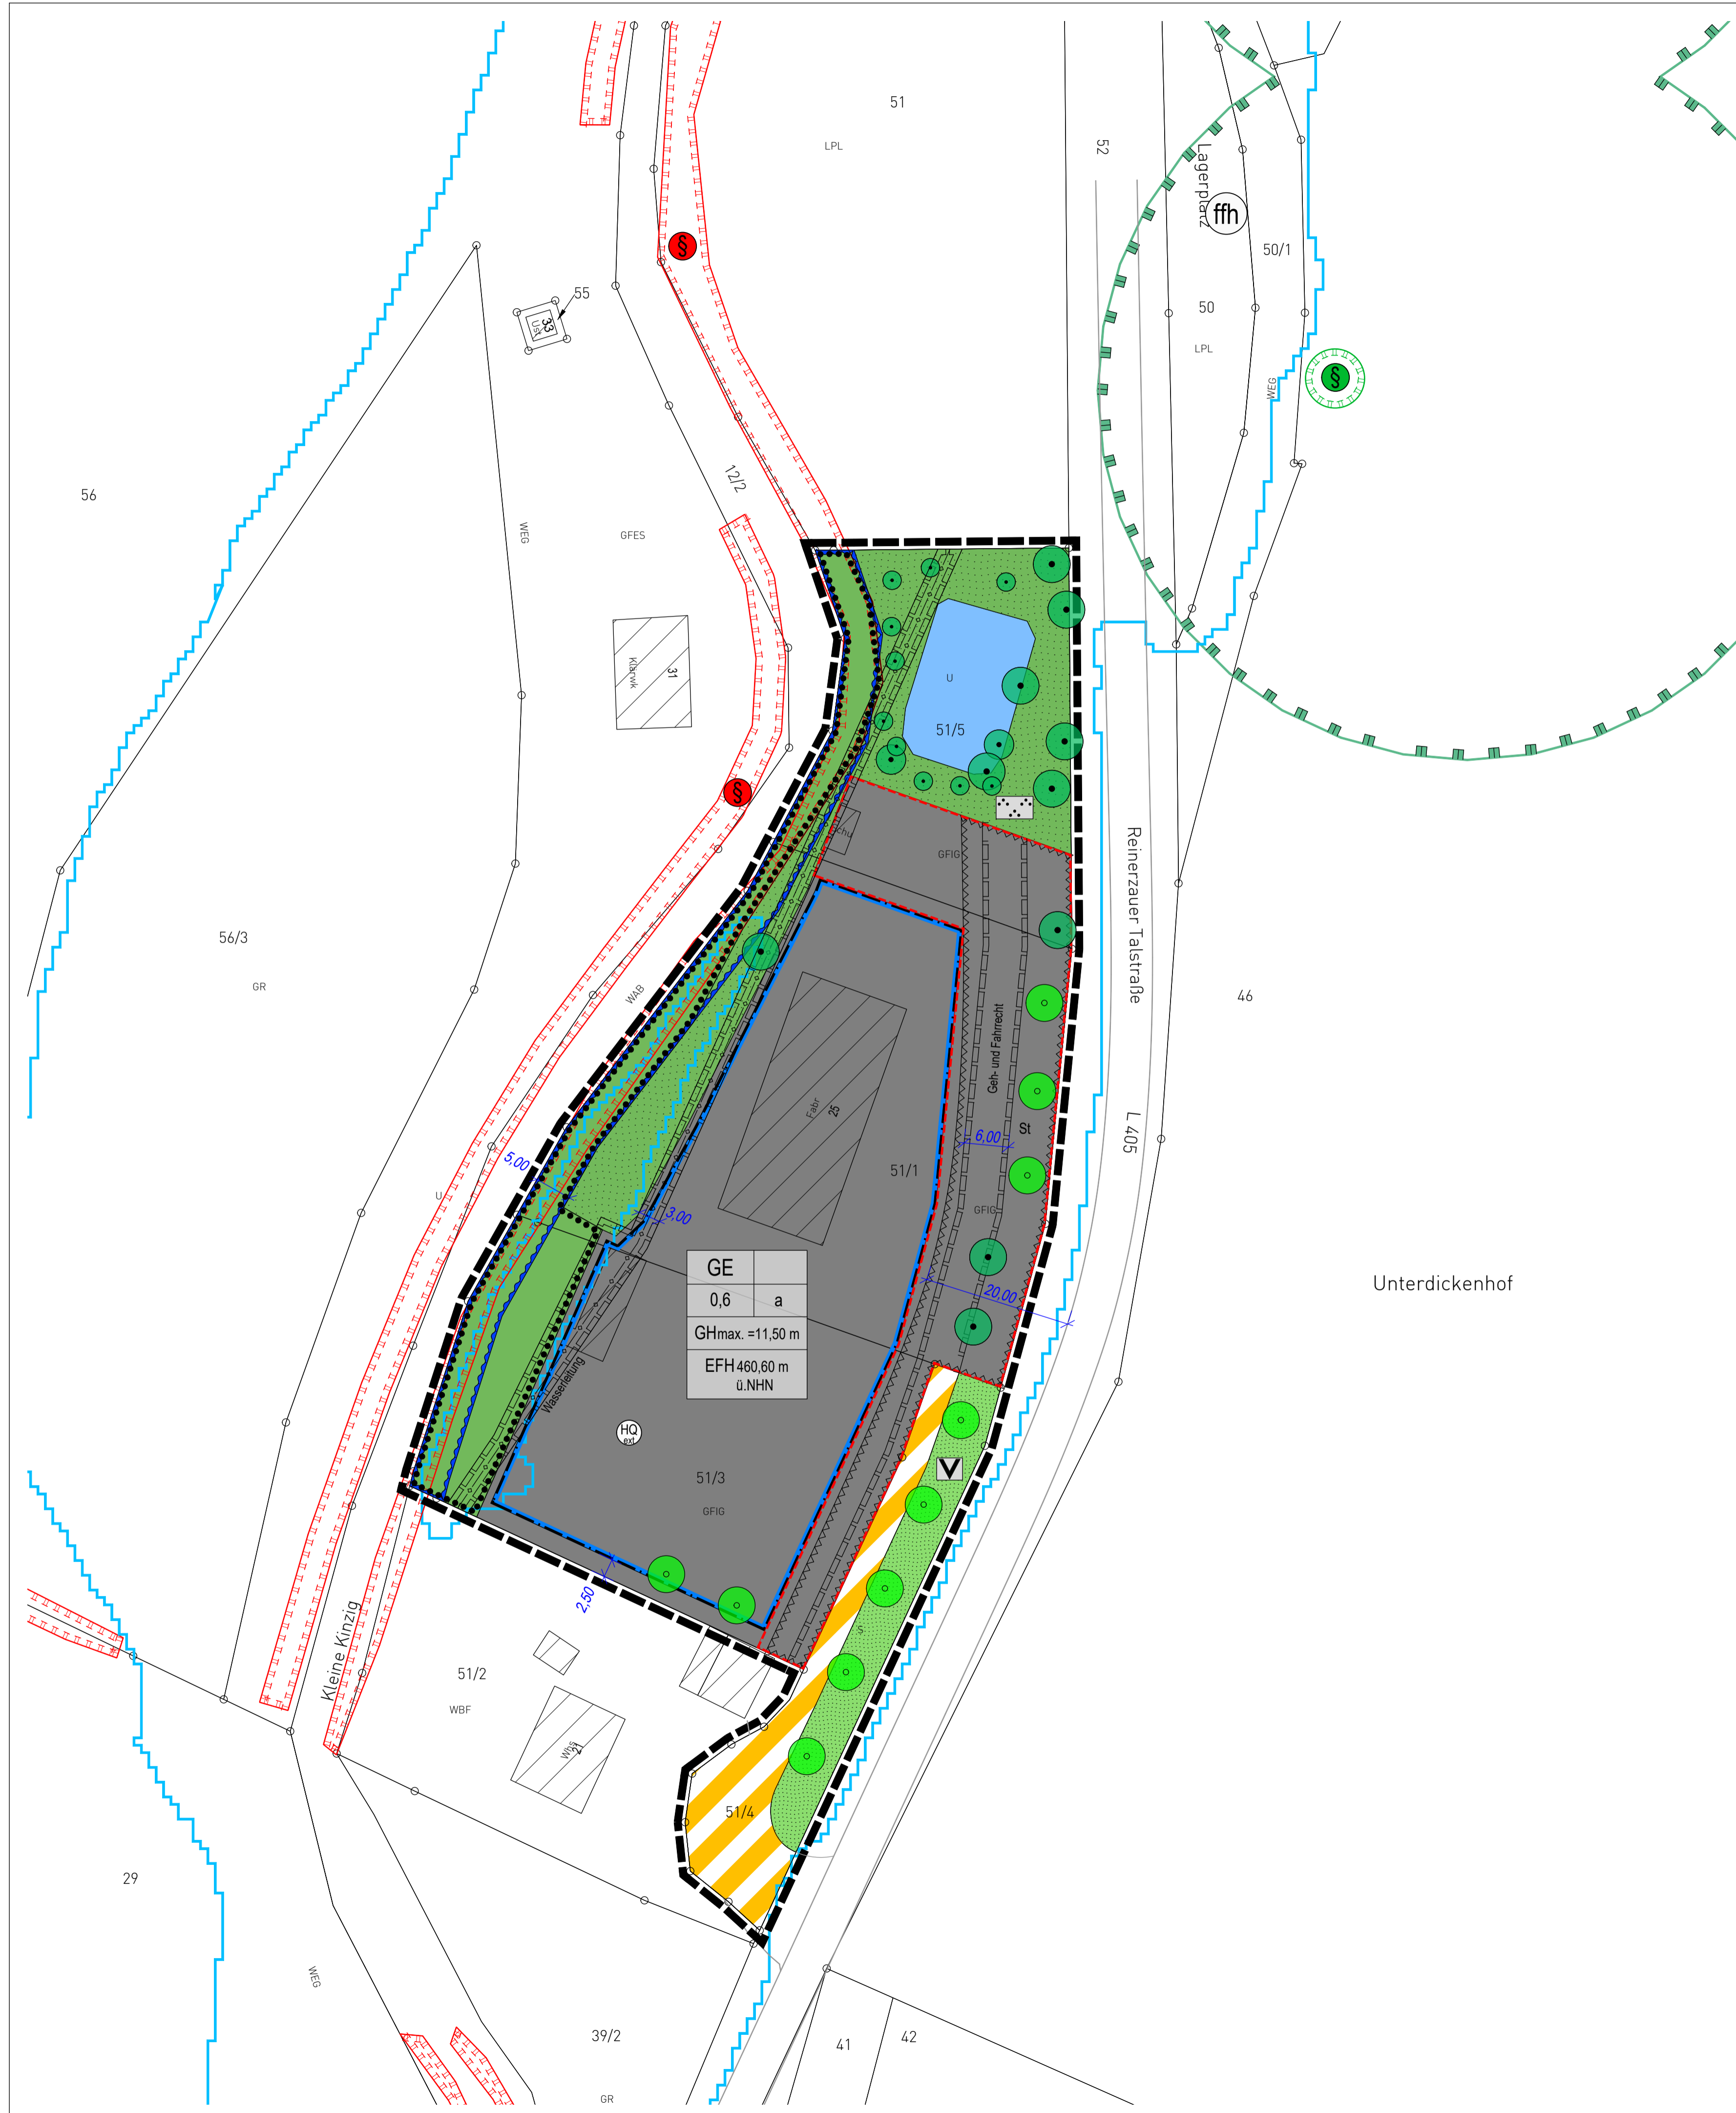 51
LPL
52
Lagerplatz
ffh
50/1
§
55
33
50
LPL
WEG
§
12/2
56
WEG
GFES
Klärwk
31
U
51/5
§
GFIG
Reinerzauer Talstraße
56/3
GR
WAB
46
Geh- und Fahrrecht
Fabr
25
6,00
St
L 405
5,00
51/1
U
3,00
GFIG
GE
0,6 a
GHmax. =11,50 m
EFH 460,60 m
ü.NHN
20,00
Unterdickenhof
Wasserleitung
HQ
ext
51/3
GFIG
V
2,50
Kleine Kinzig
S
51/2
WBF
Whs
21
51/4
29
WEG
39/2
41
42
GR